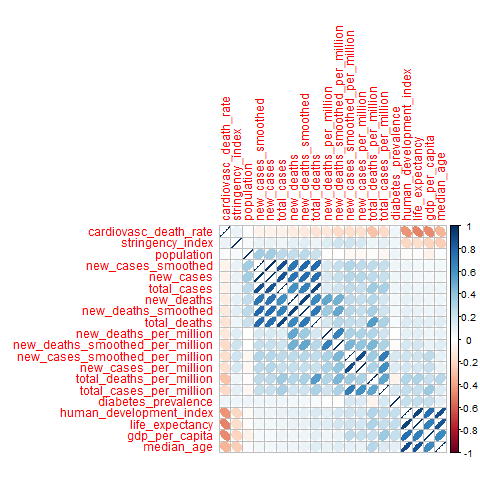 cardiovasc_death_rate
stringency_index
population
new_cases_smoothed
new_cases
total_cases
new_deaths
new_deaths_smoothed
total_deaths
new_deaths_per_million
new_deaths_smoothed_per_million
new_cases_smoothed_per_million
new_cases_per_million
total_deaths_per_million
total_cases_per_million
diabetes_prevalence
human_development_index
life_expectancy
gdp_per_capita
median_age
cardiovasc_death_rate
stringency_index
population
new_cases_smoothed
new_cases
total_cases
new_deaths
new_deaths_smoothed
total_deaths
new_deaths_per_million
new_deaths_smoothed_per_million
new_cases_smoothed_per_million
new_cases_per_million
total_deaths_per_million
total_cases_per_million
diabetes_prevalence
human_development_index
life_expectancy
gdp_per_capita
median_age
1
0.8
0.6
0.4
0.2
0
-0.2
-0.4
-0.6
-0.8
-1